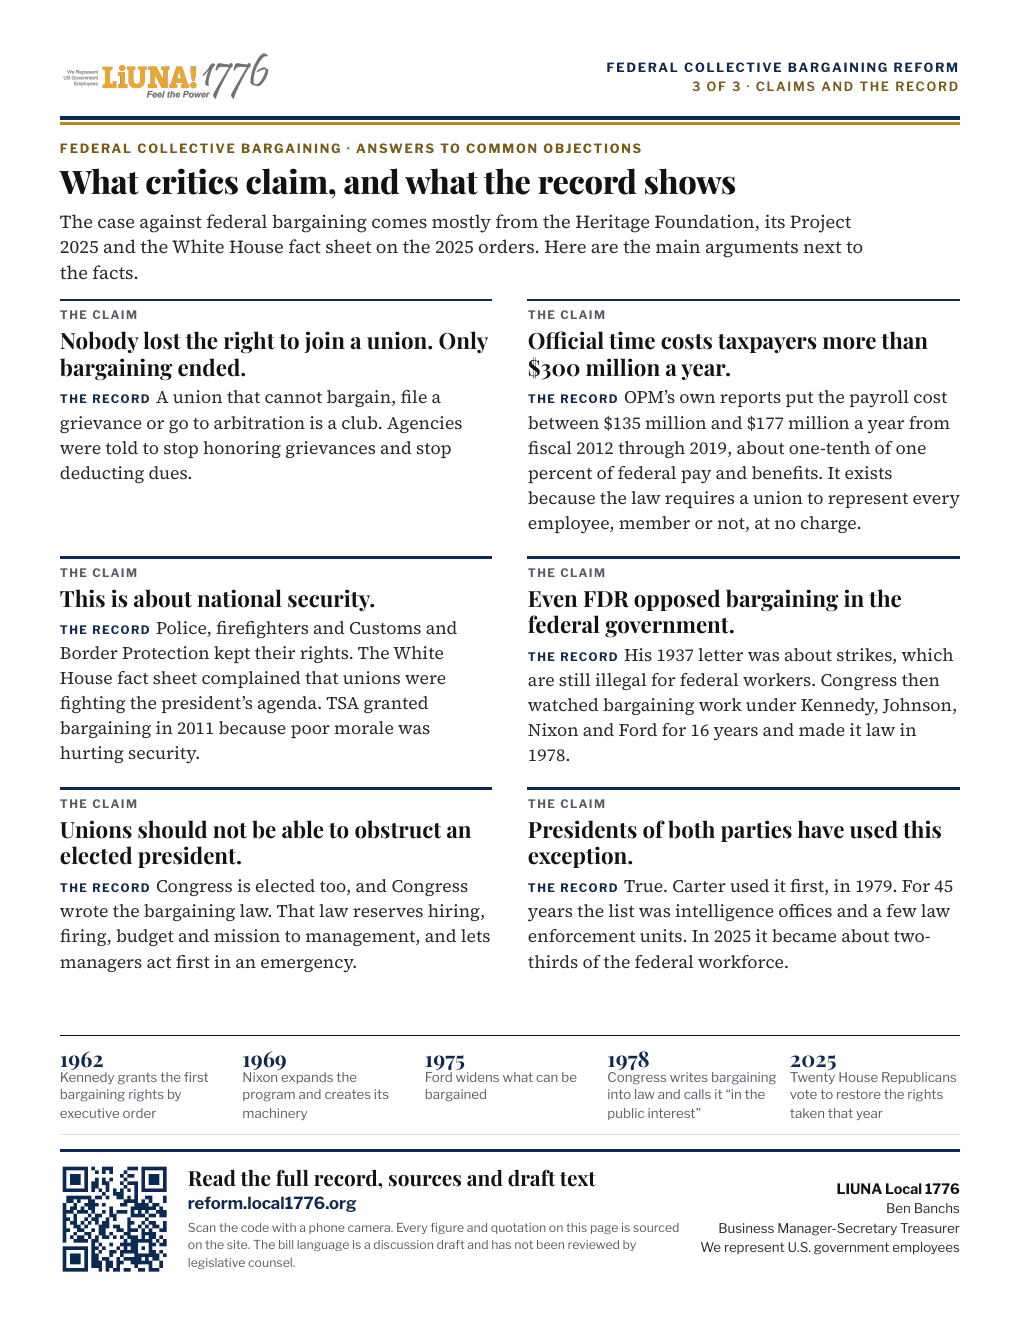 We Represent
US Government
Employees
LiUNA! 1776
Feel the Power
FEDERAL COLLECTIVE BARGAINING REFORM
3 OF 3 · CLAIMS AND THE RECORD
FEDERAL COLLECTIVE BARGAINING · ANSWERS TO COMMON OBJECTIONS
What critics claim, and what the record shows
The case against federal bargaining comes mostly from the Heritage Foundation, its Project
2025 and the White House fact sheet on the 2025 orders. Here are the main arguments next to
the facts.
THE CLAIM
Nobody lost the right to join a union. Only
bargaining ended.
THE RECORD A union that cannot bargain, file a
grievance or go to arbitration is a club. Agencies
were told to stop honoring grievances and stop
deducting dues.
THE CLAIM
Official time costs taxpayers more than
$300 million a year.
THE RECORD OPM’s own reports put the payroll cost
between $135 million and $177 million a year from
fiscal 2012 through 2019, about one-tenth of one
percent of federal pay and benefits. It exists
because the law requires a union to represent every
employee, member or not, at no charge.
THE CLAIM
This is about national security.
THE RECORD Police, firefighters and Customs and
Border Protection kept their rights. The White
House fact sheet complained that unions were
fighting the president’s agenda. TSA granted
bargaining in 2011 because poor morale was
hurting security.
THE CLAIM
Even FDR opposed bargaining in the
federal government.
THE RECORD His 1937 letter was about strikes, which
are still illegal for federal workers. Congress then
watched bargaining work under Kennedy, Johnson,
Nixon and Ford for 16 years and made it law in
1978.
THE CLAIM
Unions should not be able to obstruct an
elected president.
THE RECORD Congress is elected too, and Congress
wrote the bargaining law. That law reserves hiring,
firing, budget and mission to management, and lets
managers act first in an emergency.
THE CLAIM
Presidents of both parties have used this
exception.
THE RECORD True. Carter used it first, in 1979. For 45
years the list was intelligence offices and a few law
enforcement units. In 2025 it became about two-
thirds of the federal workforce.
1962
Kennedy grants the first
bargaining rights by
executive order
1969
Nixon expands the
program and creates its
machinery
1975
Ford widens what can be
bargained
1978
Congress writes bargaining
into law and calls it “in the
public interest”
2025
Twenty House Republicans
vote to restore the rights
taken that year
Read the full record, sources and draft text
reform.local1776.org
Scan the code with a phone camera. Every figure and quotation on this page is sourced
on the site. The bill language is a discussion draft and has not been reviewed by
legislative counsel.
LIUNA Local 1776
Ben Banchs
Business Manager-Secretary Treasurer
We represent U.S. government employees